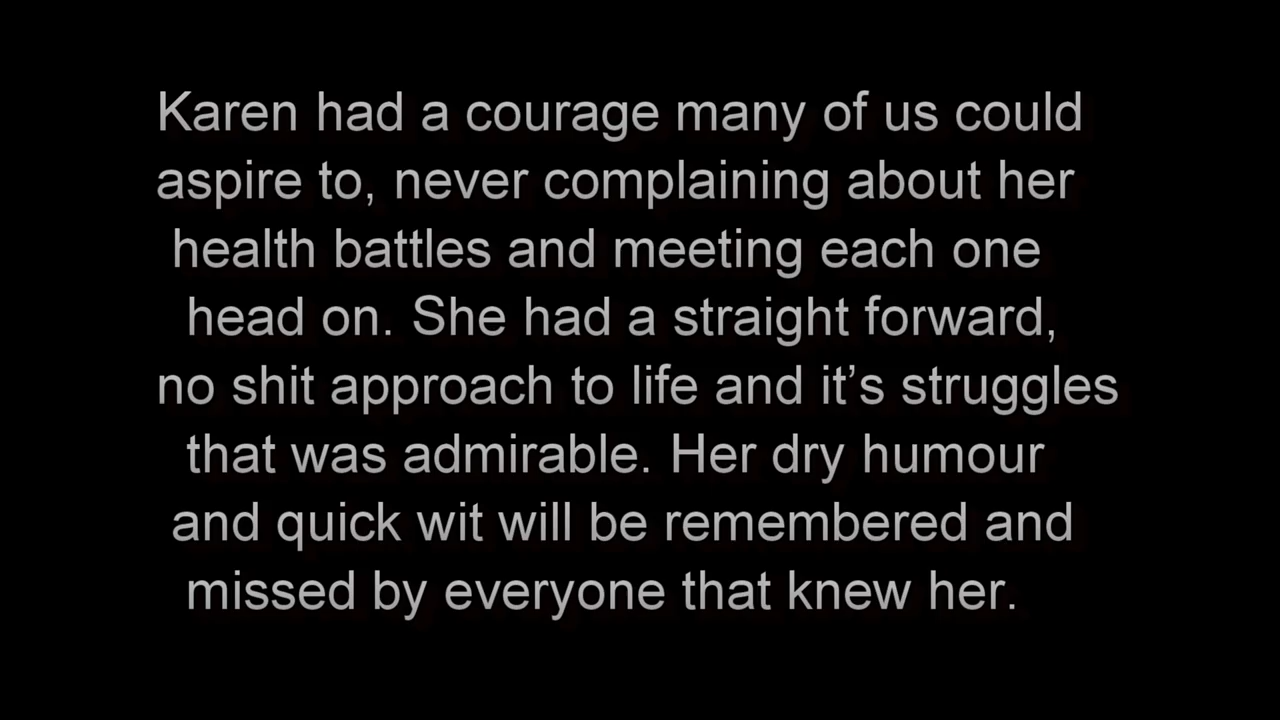 Karen had a courage many of us could
aspire to, never complaining about her
health battles and meeting each one
head on. She had a straight forward,
no shit approach to life and it’s struggles
that was admirable. Her dry humour
and quick wit will be remembered and
missed by everyone that knew her.